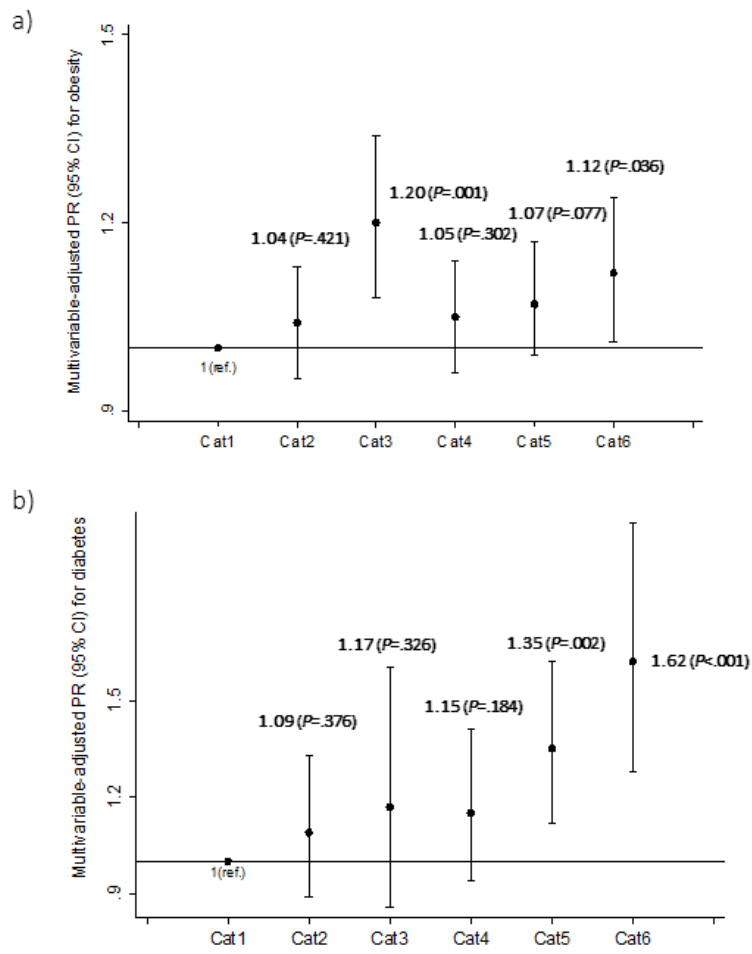 a)
Multivariable-adjusted PR (95% CI) for obesity
1.5
1.2
.9
1.04 (P=.421)
1.20 (P=.001)
1.05 (P=.302)
1.07 (P=.077)
1.12 (P=.036)
1(ref.)
Cat1 Cat2 Cat3 Cat4 Cat5 Cat6
b)
Multivariable-adjusted PR (95% CI) for diabetes
1.5
1.2
.9
1.09 (P=.376)
1.17 (P=.326)
1.15 (P=.184)
1.35 (P=.002)
1.62 (P<.001)
1(ref.)
Cat1 Cat2 Cat3 Cat4 Cat5 Cat6